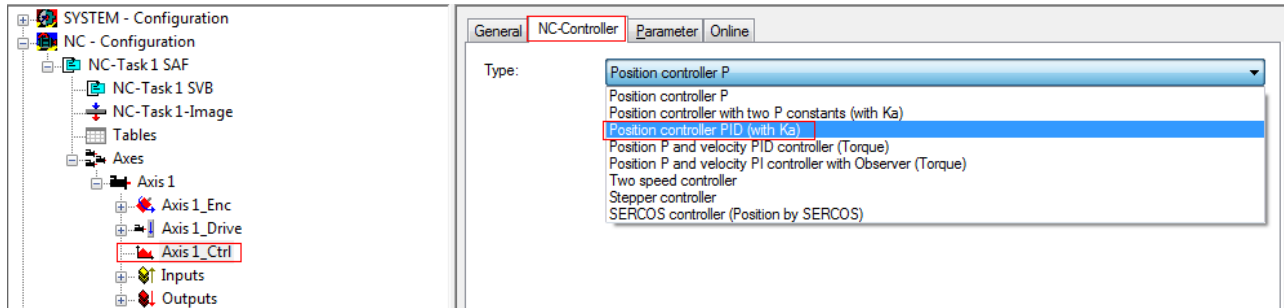 SYSTEM - Configuration
NC - Configuration
NC-Task 1 SAF
NC-Task 1 SVB
NC-Task 1-Image
Tables
Axes
Axis 1
Axis 1_Enc
Axis 1_Drive
Axis 1_Ctrl
Inputs
Outputs
General NC-Controller Parameter Online
Type: Position controller P
Position controller P
Position controller with two P constants (with Ka)
Position controller PID (with Ka)
Position P and velocity PID controller (Torque)
Position P and velocity PI controller with Observer (Torque)
Two speed controller
Stepper controller
SERCOS controller (Position by SERCOS)